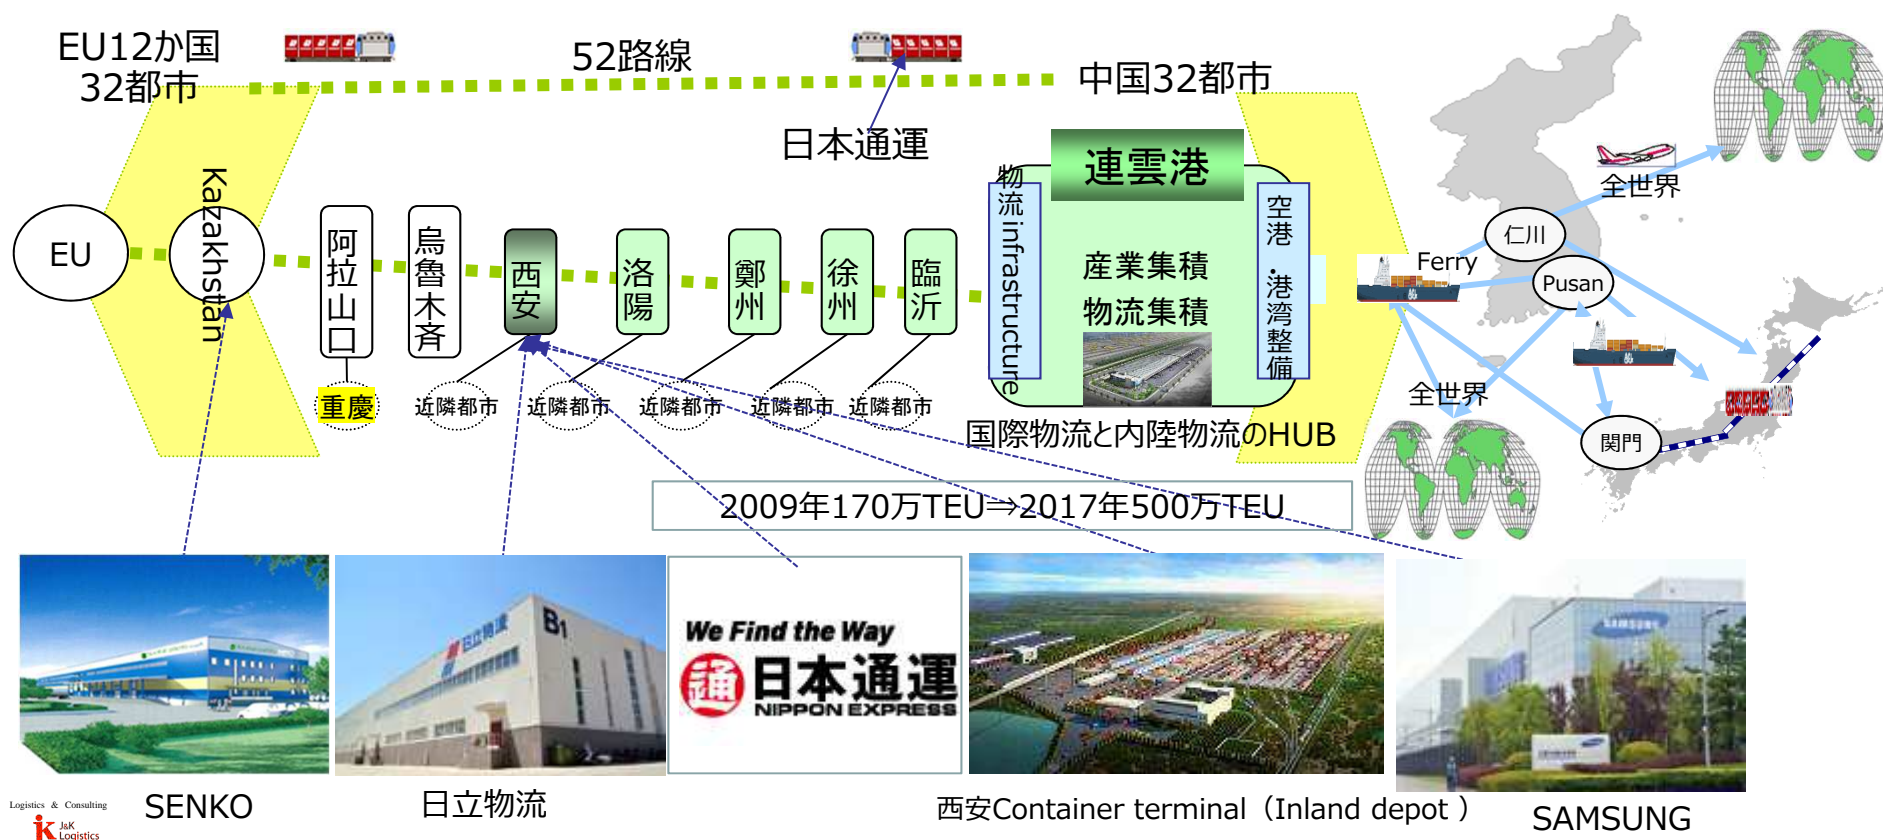 EU12か国
32都市
52路線
中国32都市
日本通運
連雲港
全世界
EU
Kazakhstan
阿拉山口
烏魯木斉
西安
洛陽
鄭州
徐州
臨沂
物流infrastructure
産業集積
物流集積
空港・港湾整備
Ferry
仁川
Pusan
重慶
近隣都市
近隣都市
近隣都市
近隣都市
近隣都市
国際物流と内陸物流のHUB
全世界
関門
2009年170万TEU⇒2017年500万TEU
日立物流
B1
We Find the Way
通
日本通運
NIPPON EXPRESS
SAMSUNG
SENKO
日立物流
西安Container terminal（Inland depot ）
SAMSUNG
Logistics & Consulting
J&K
Logistics